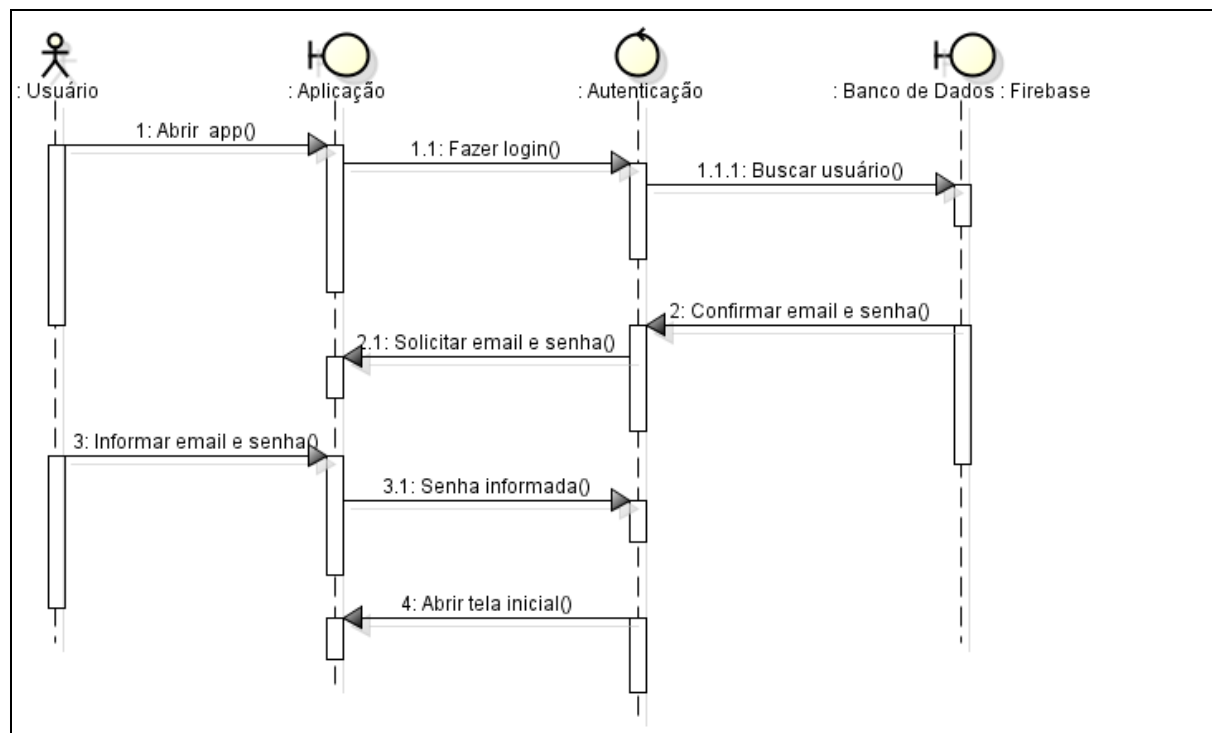 : Usuário
: Aplicação
: Autenticação
: Banco de Dados : Firebase
1: Abrir app()
1.1: Fazer login()
1.1.1: Buscar usuário()
2: Confirmar email e senha()
2.1: Solicitar email e senha()
3: Informar email e senha()
3.1: Senha informada()
4: Abrir tela inicial()